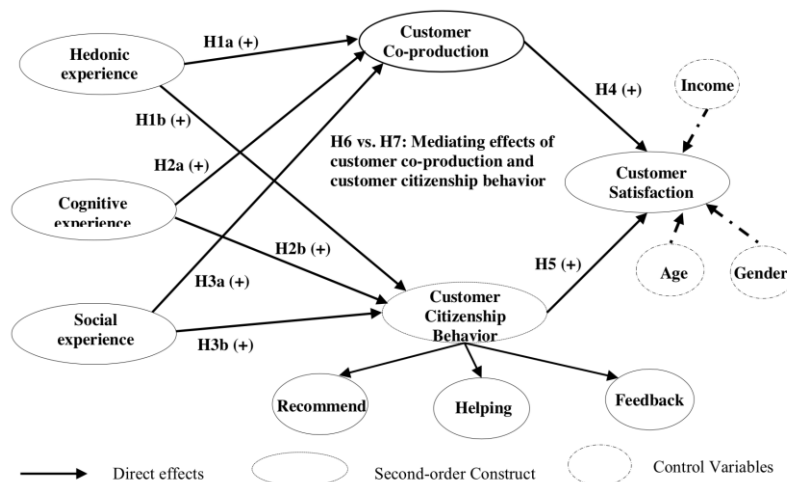 Hedonic
experience
H1a (+)
Customer
Co-production
H4 (+)
Income
H1b (+)
H6 vs. H7: Mediating effects of
customer co-production and
customer citizenship behavior
H2a (+)
Customer
Satisfaction
Cognitive
experience
H2b (+)
H3a (+)
H5 (+)
Age
Gender
Customer
Citizenship
Behavior
Social
experience
H3b (+)
Recommend
Helping
Feedback
Direct effects
Second-order Construct
Control Variables